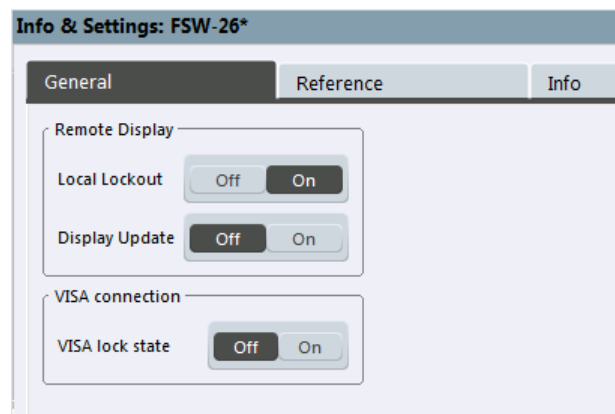 Info & Settings: FSW-26*
General Reference Info
Remote Display
Local Lockout Off On
Display Update Off On
VISA connection
VISA lock state Off On